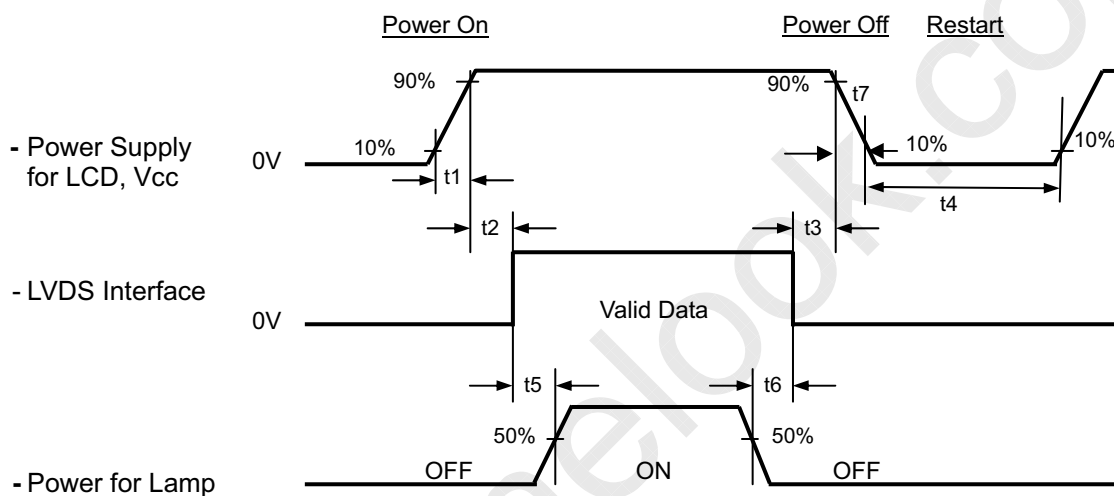 Power On Power Off Restart
90% 90% t7
- Power Supply
for LCD, Vcc
0V 10% 10% 10%
t1 t4
t2 t3
- LVDS Interface
0V Valid Data
t5 t6
50% 50%
- Power for Lamp
OFF ON OFF